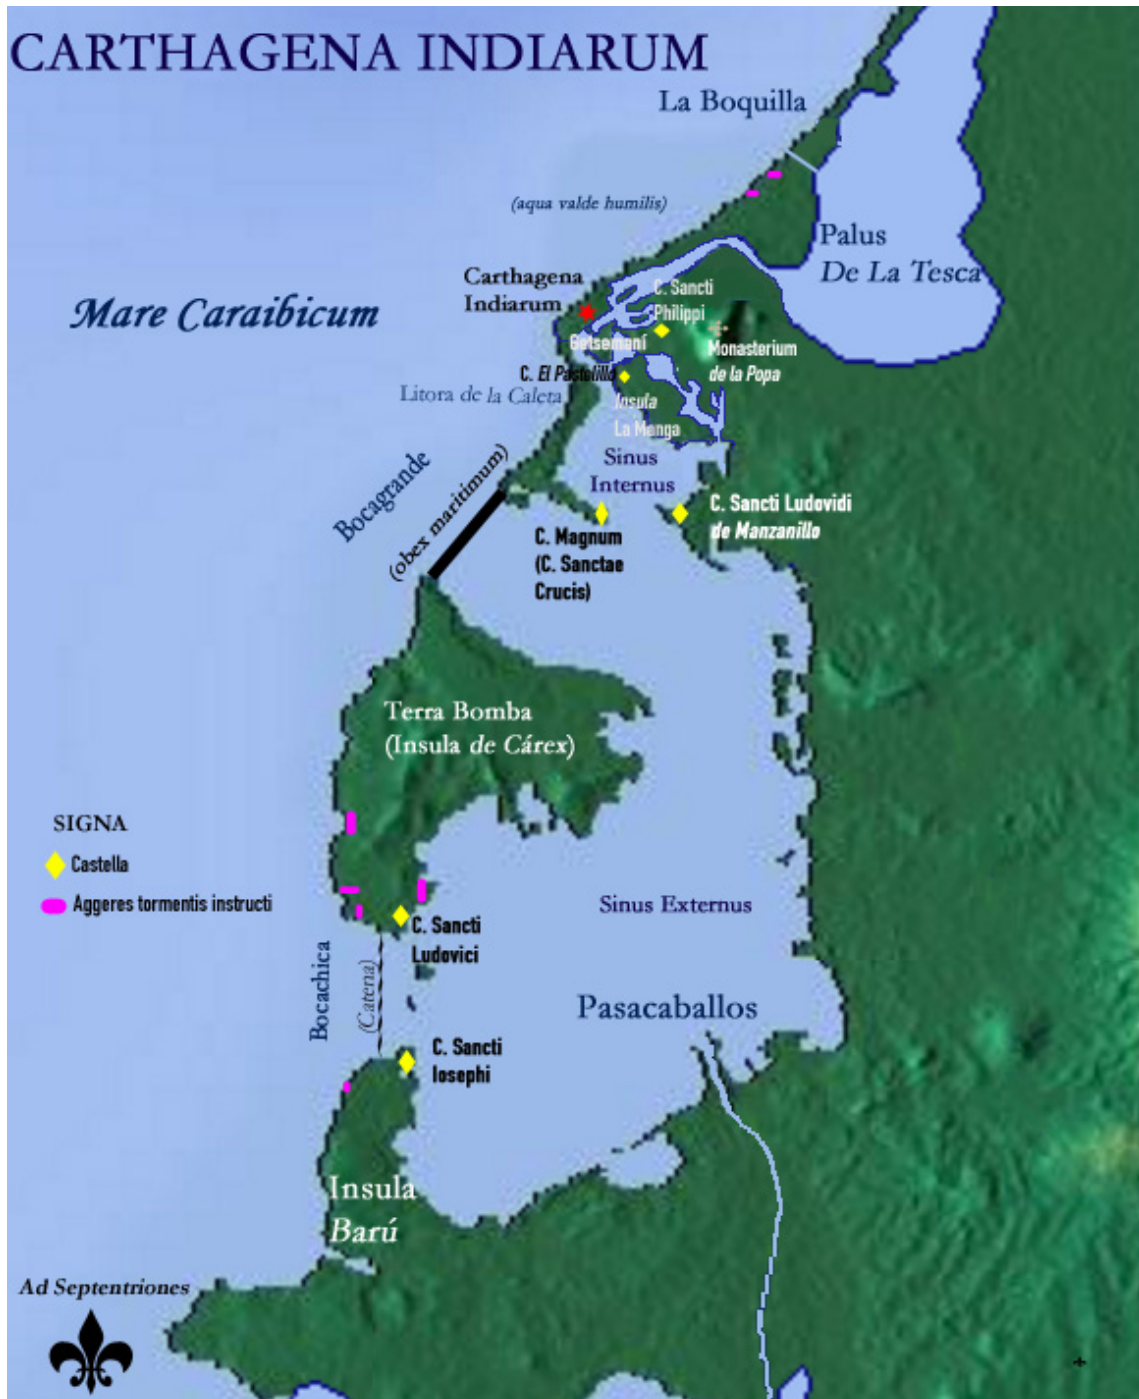 CARTHAGENA INDIARUM
La Boquilla
(aqua valde humilis)
Palus
De La Tesca
Carthagena
Indiarum
Mare Caraibicum
C. Sancti
Philippi
Getsemaní
Monasterium
de la Popa
C. El Pastelillo
Litora de la Caleta
Insula
La Manga
Sinus
Internus
Bocagrande
(obex maritimum)
C. Sancti Ludovidi
de Manzanillo
C. Magnum
(C. Sanctae
Crucis)
Terra Bomba
(Insula de Cárex)
SIGNA
Castella
Aggeres tormentis instructi
Sinus Externus
C. Sancti
Ludovici
Bocachica
(Catena)
Pasacaballos
C. Sancti
Iosephi
Insula
Barú
Ad Septentriones